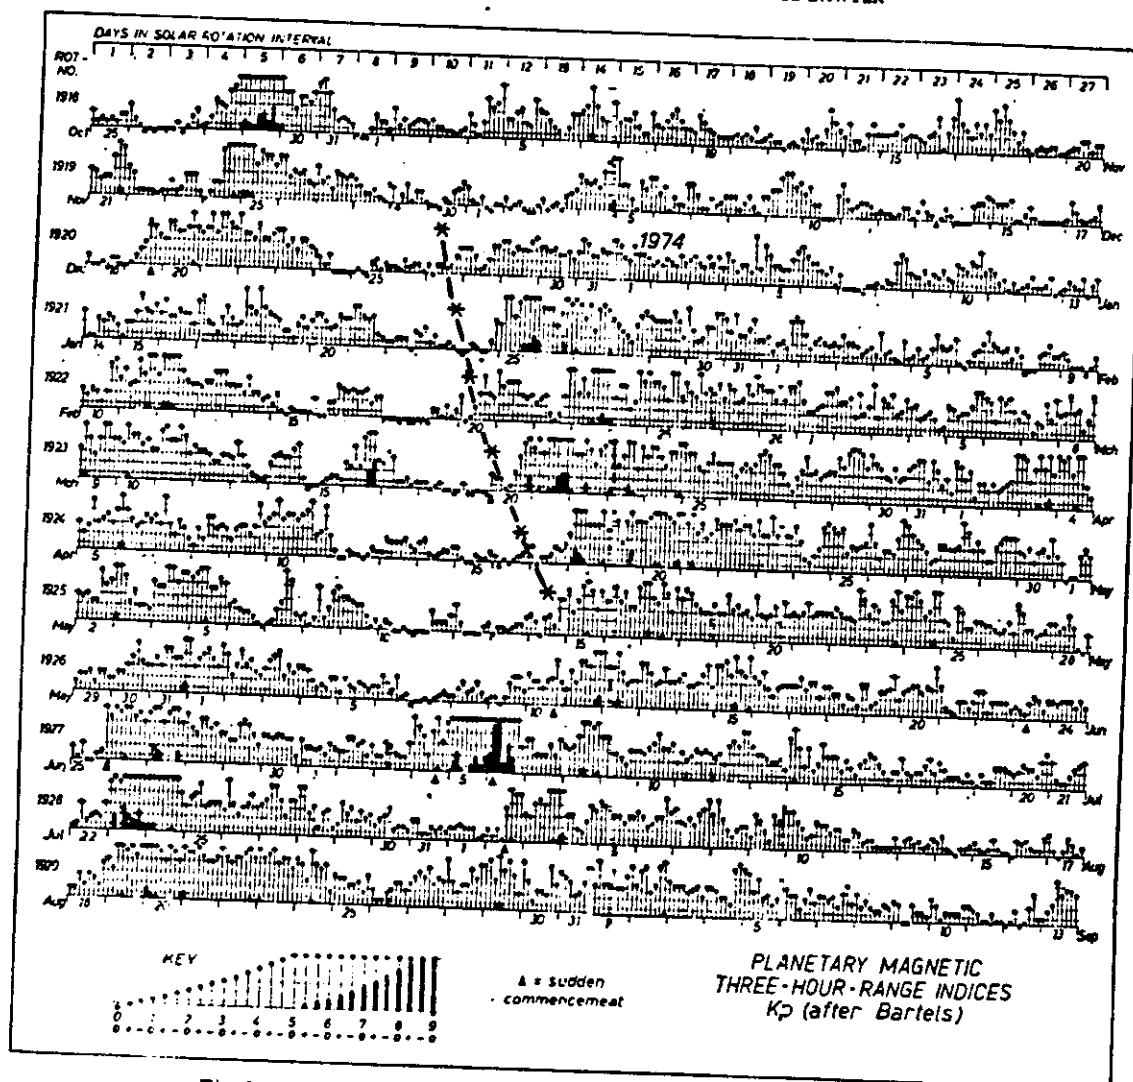 DAYS IN SOLAR ROTATION INTERVAL
1 2 3 4 5 6 7 8 9 10 11 12 13 14 15 16 17 18 19 20 21 22 23 24 25 26 27
ROT-
NO.
1918
Oct 25 30 31 1 5 10 15 20 Nov
1919
Nov 21 25 30 1 5 10 15 17 Dec
1920 1974
Dec 18 20 25 30 31 1 5 10 13 Jan
1921
Jan 14 15 20 25 30 31 1 5 9 Feb
1922
Feb 10 15 20 25 1 5 8 Mch
1923
Mch 9 10 15 20 25 30 31 1 4 Apr
1924
Apr 5 10 15 20 25 30 1 May
1925
May 2 5 10 15 20 25 28 May
1926
May 29 30 31 1 5 10 15 20 24 Jun
1977
Jun 25 30 1 5 10 15 20 21 Jul
1928
Jul 22 25 30 31 1 5 10 15 17 Aug
1929
Aug 18 20 25 30 31 1 5 10 13 Sep
KEY
0 1 2 3 4 5 6 7 8 9
▲ = sudden
commencement
PLANETARY MAGNETIC
THREE-HOUR-RANGE INDICES
Kp (after Bartels)